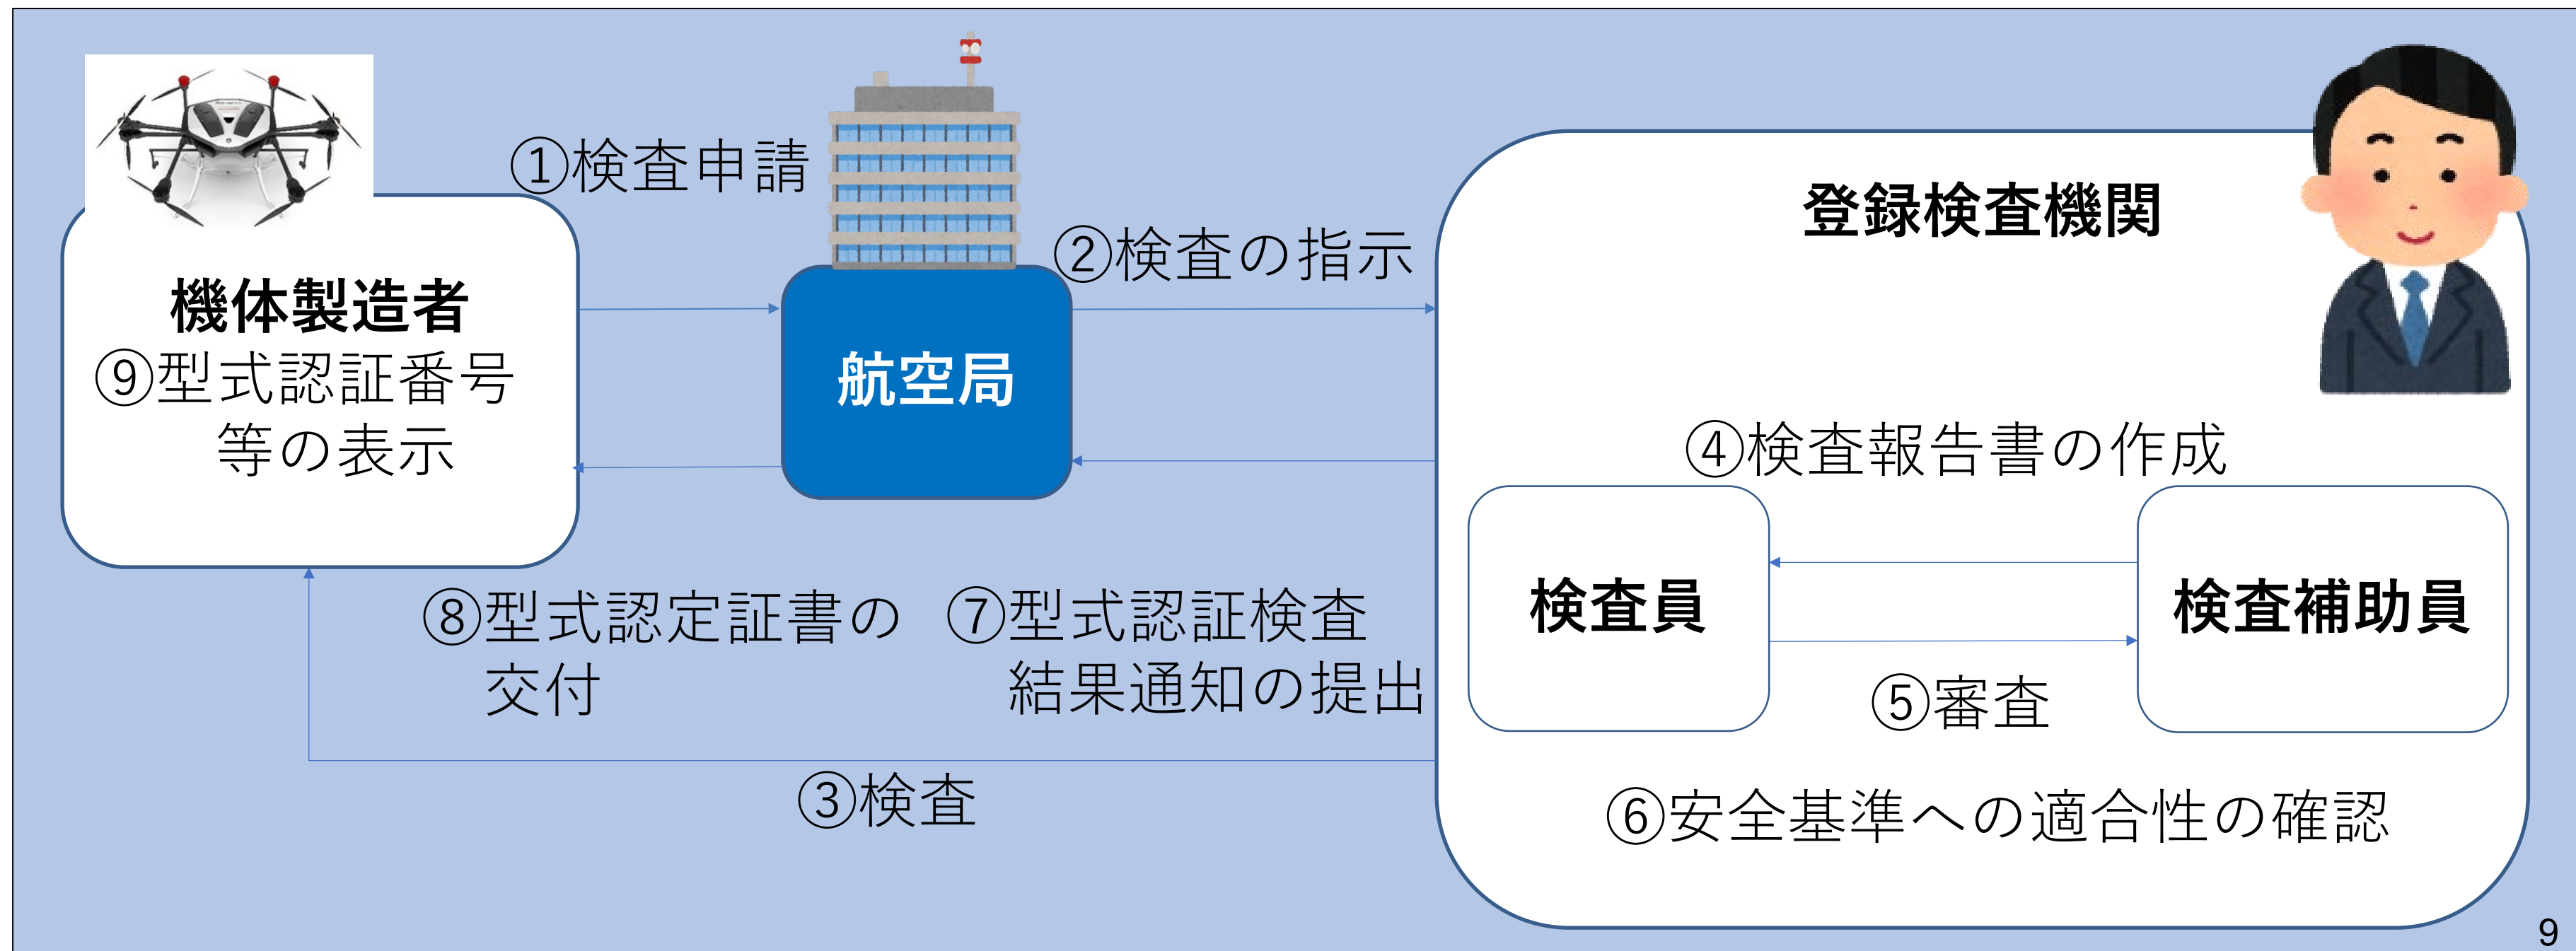 ①検査申請
②検査の指示
登録検査機関
機体製造者
⑨型式認証番号
等の表示
航空局
④検査報告書の作成
検査員
検査補助員
⑧型式認定証書の
交付
⑦型式認証検査
結果通知の提出
⑤審査
③検査
⑥安全基準への適合性の確認
9